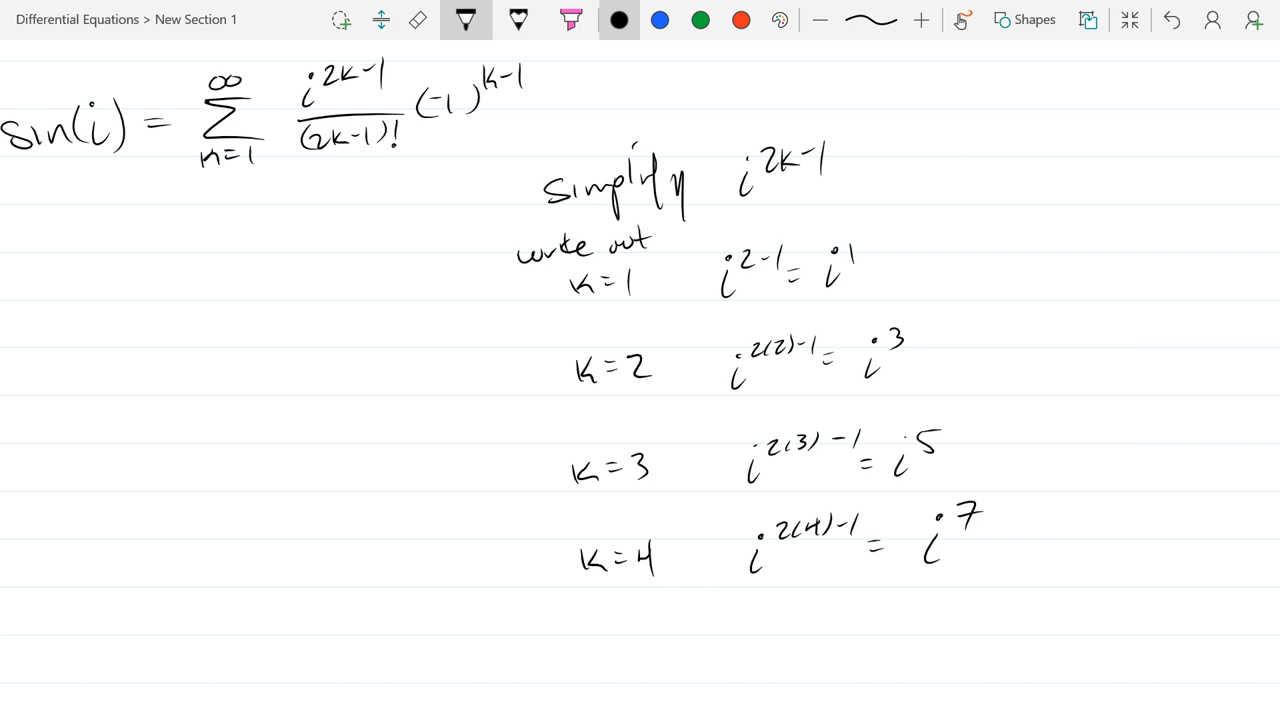 Differential Equations > New Section 1
Shapes
sin(i) = ∞ Σ k=1 i^(2k-1)/(2k-1)! (-1)^(k-1)
simplify i^(2k-1)
write out
k=1 i^(2-1) = i^1
k=2 i^(2(2)-1) = i^3
k=3 i^(2(3)-1) = i^5
k=4 i^(2(4)-1) = i^7